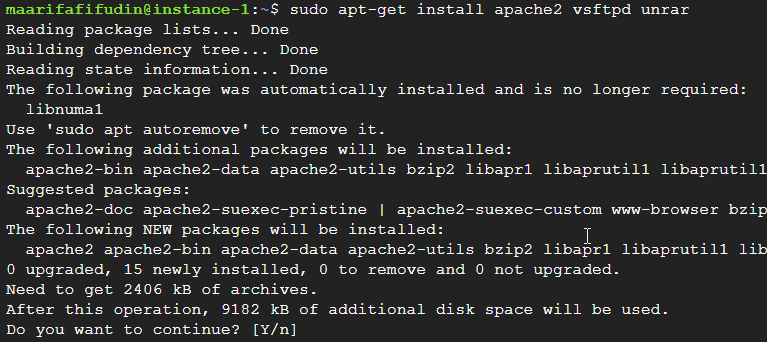 maarifafifudin@instance-1:~$ sudo apt-get install apache2 vsftpd unrar
Reading package lists... Done
Building dependency tree... Done
Reading state information... Done
The following package was automatically installed and is no longer required:
  libnuma1
Use 'sudo apt autoremove' to remove it.
The following additional packages will be installed:
  apache2-bin apache2-data apache2-utils bzip2 libapr1 libaprutil1 libaprutil1
Suggested packages:
  apache2-doc apache2-suexec-pristine | apache2-suexec-custom www-browser bzip
The following NEW packages will be installed:
  apache2 apache2-bin apache2-data apache2-utils bzip2 libapr1 libaprutil1 lib
0 upgraded, 15 newly installed, 0 to remove and 0 not upgraded.
Need to get 2406 kB of archives.
After this operation, 9182 kB of additional disk space will be used.
Do you want to continue? [Y/n]